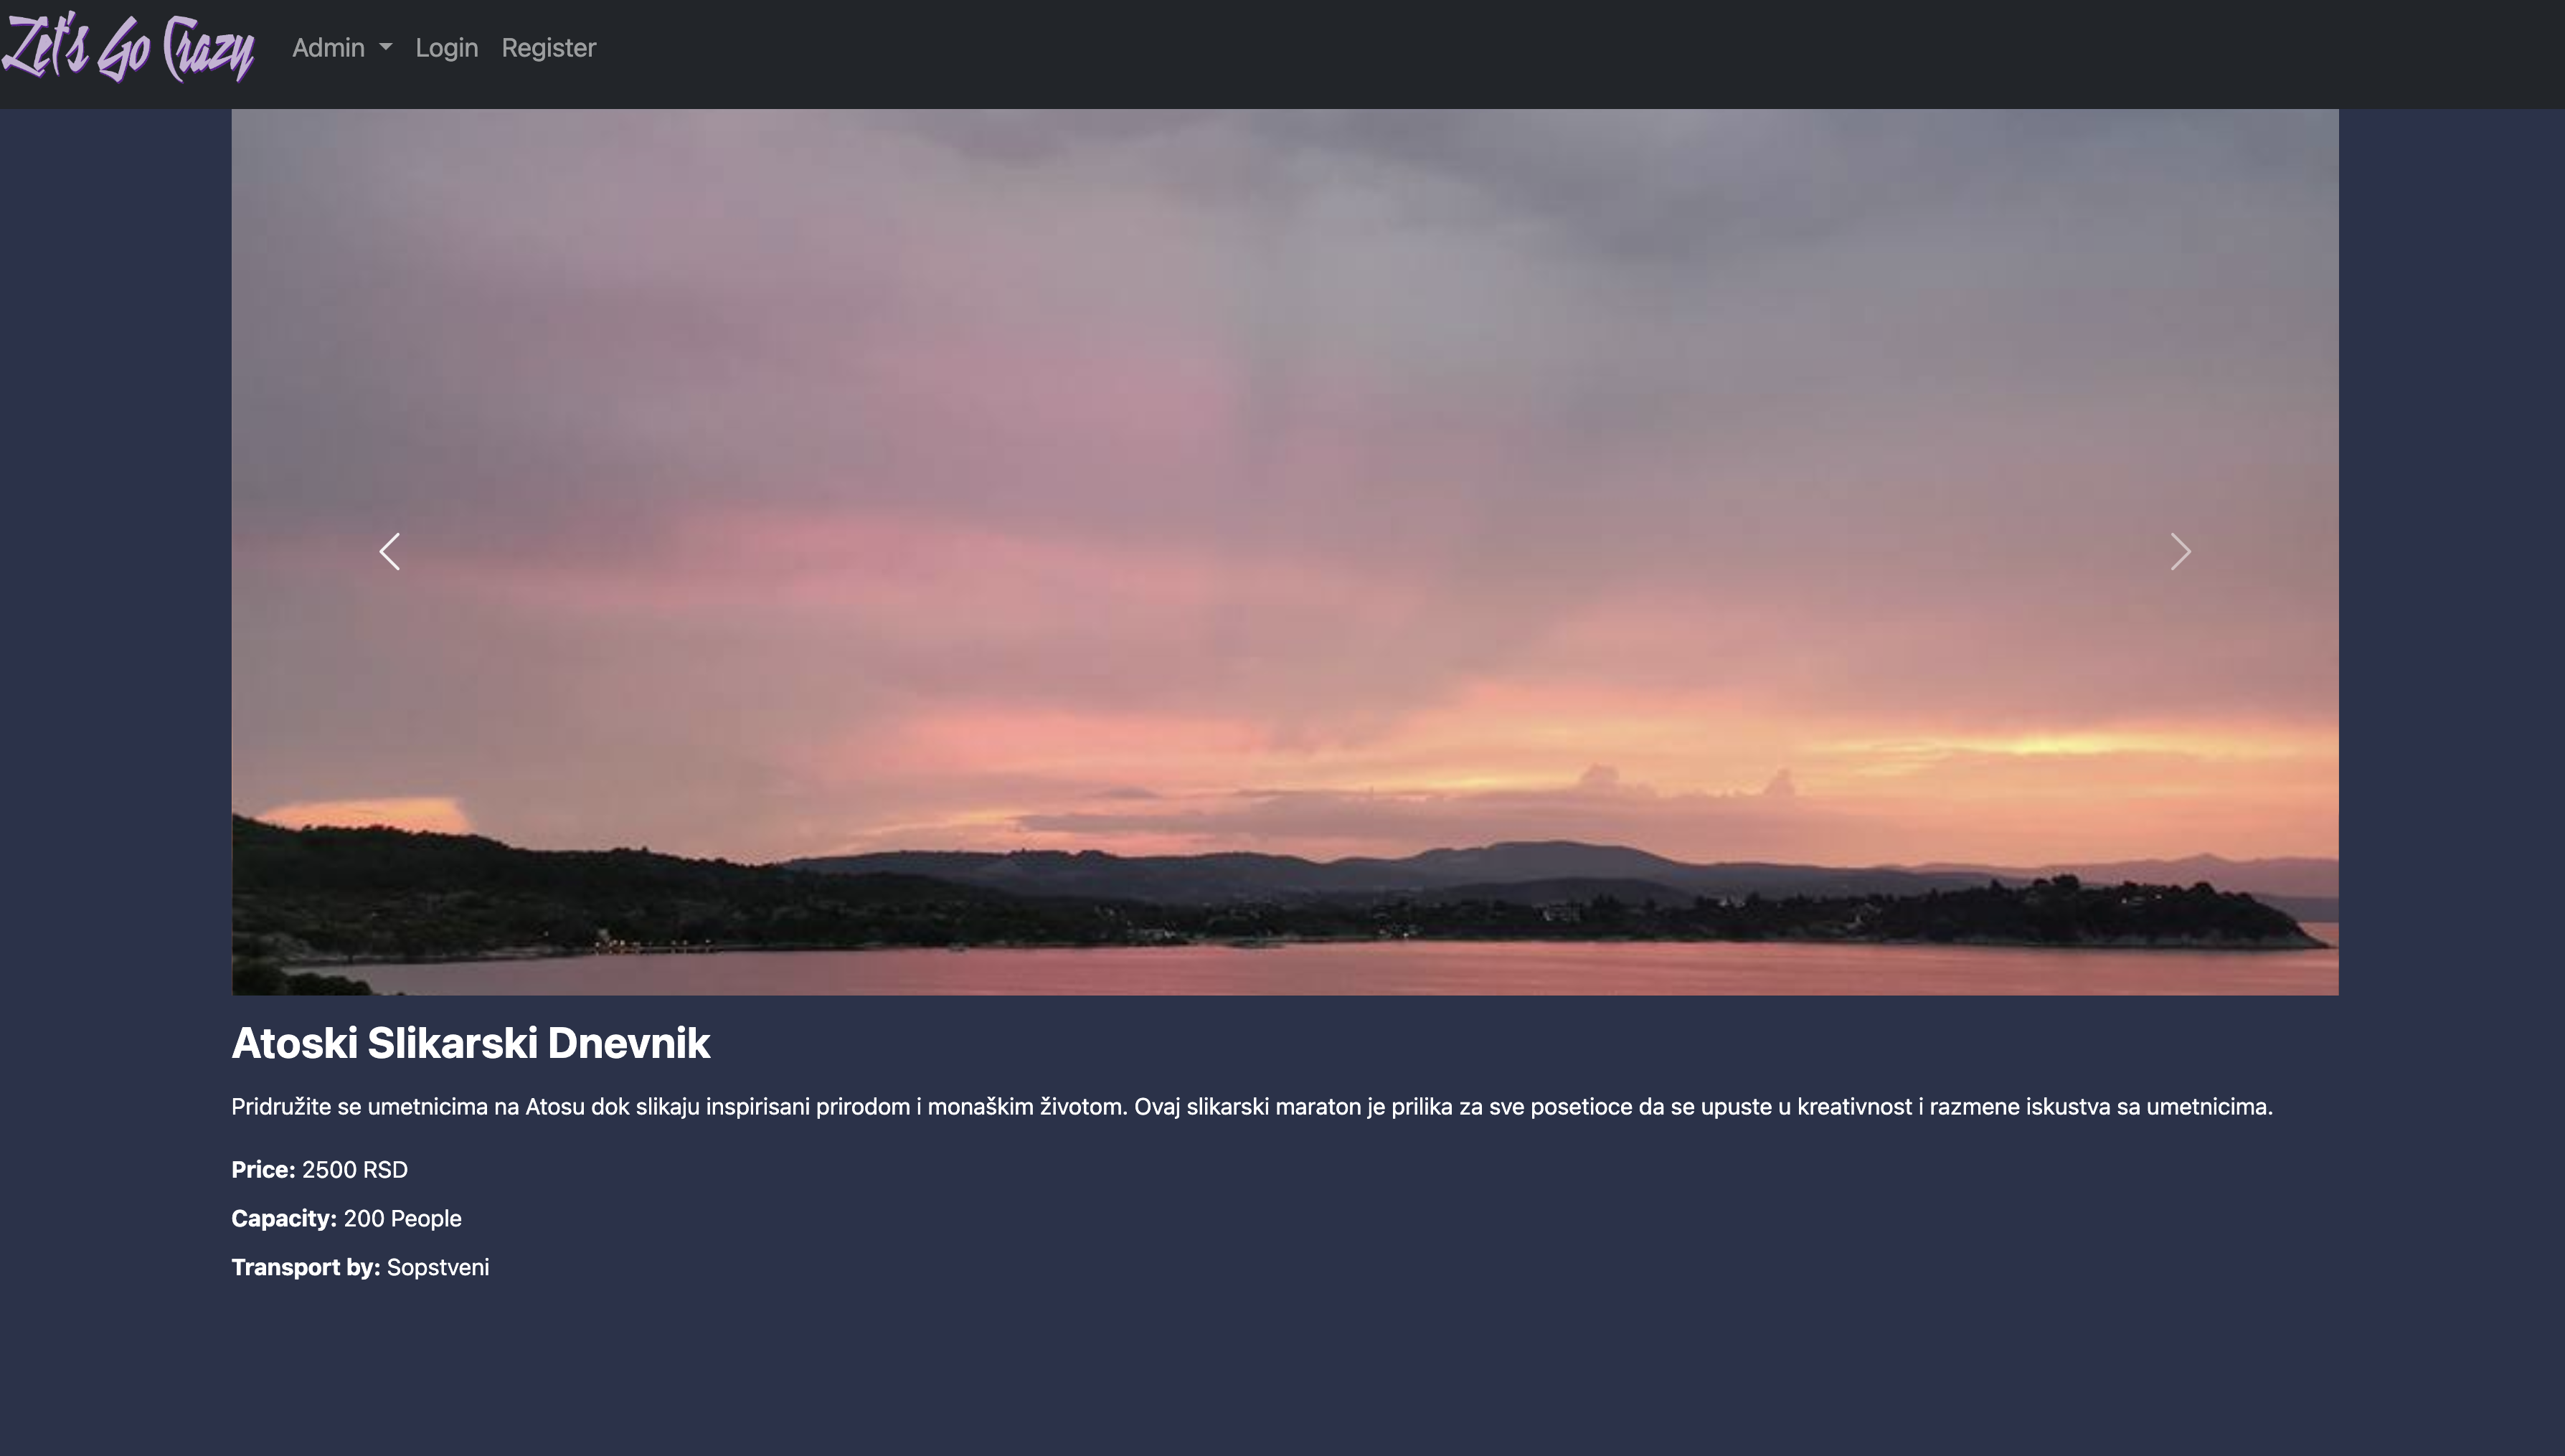 Let's Go Crazy
Admin
Login
Register
Atoski Slikarski Dnevnik
Pridružite se umetnicima na Atosu dok slikaju inspirisani prirodom i monaškim životom. Ovaj slikarski maraton je prilika za sve posetioce da se upuste u kreativnost i razmene iskustva sa umetnicima.
Price: 2500 RSD
Capacity: 200 People
Transport by: Sopstveni